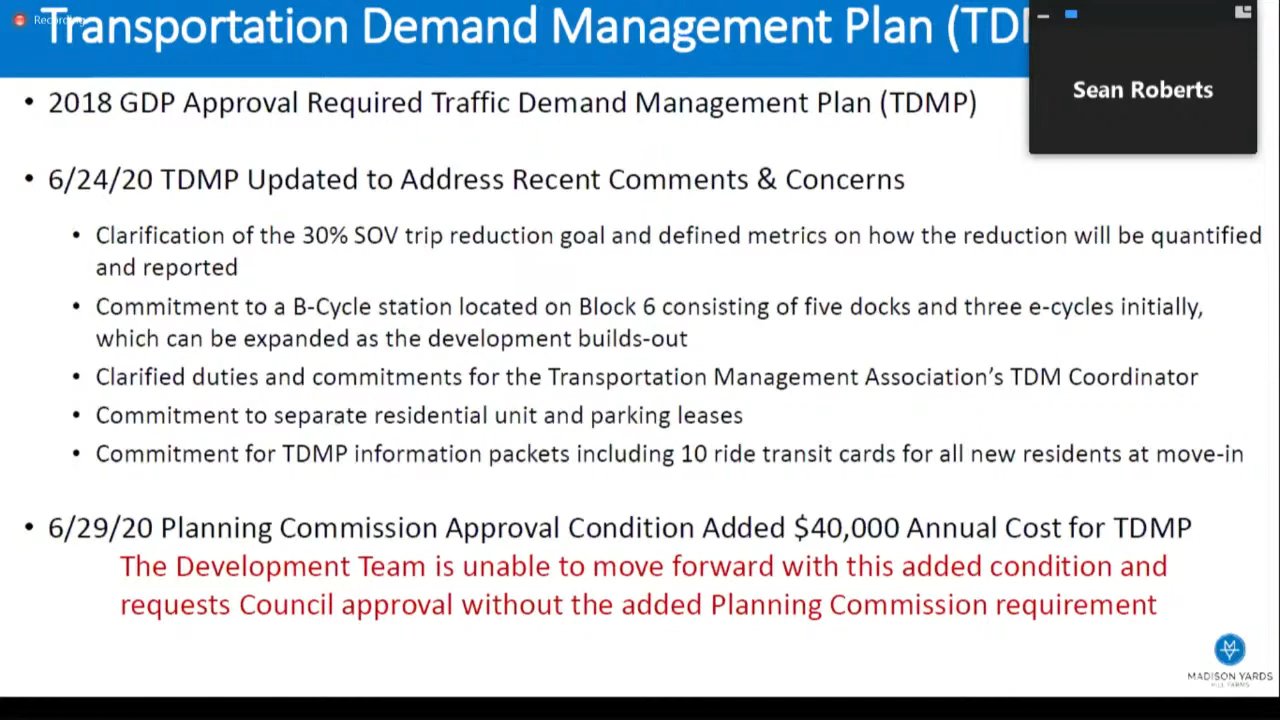 Recording
Transportation Demand Management Plan (TD
Sean Roberts
• 2018 GDP Approval Required Traffic Demand Management Plan (TDMP)
• 6/24/20 TDMP Updated to Address Recent Comments & Concerns
• Clarification of the 30% SOV trip reduction goal and defined metrics on how the reduction will be quantified
and reported
• Commitment to a B-Cycle station located on Block 6 consisting of five docks and three e-cycles initially,
which can be expanded as the development builds-out
• Clarified duties and commitments for the Transportation Management Association’s TDM Coordinator
• Commitment to separate residential unit and parking leases
• Commitment for TDMP information packets including 10 ride transit cards for all new residents at move-in
• 6/29/20 Planning Commission Approval Condition Added $40,000 Annual Cost for TDMP
The Development Team is unable to move forward with this added condition and
requests Council approval without the added Planning Commission requirement
MADISON YARDS
HILL FARMS